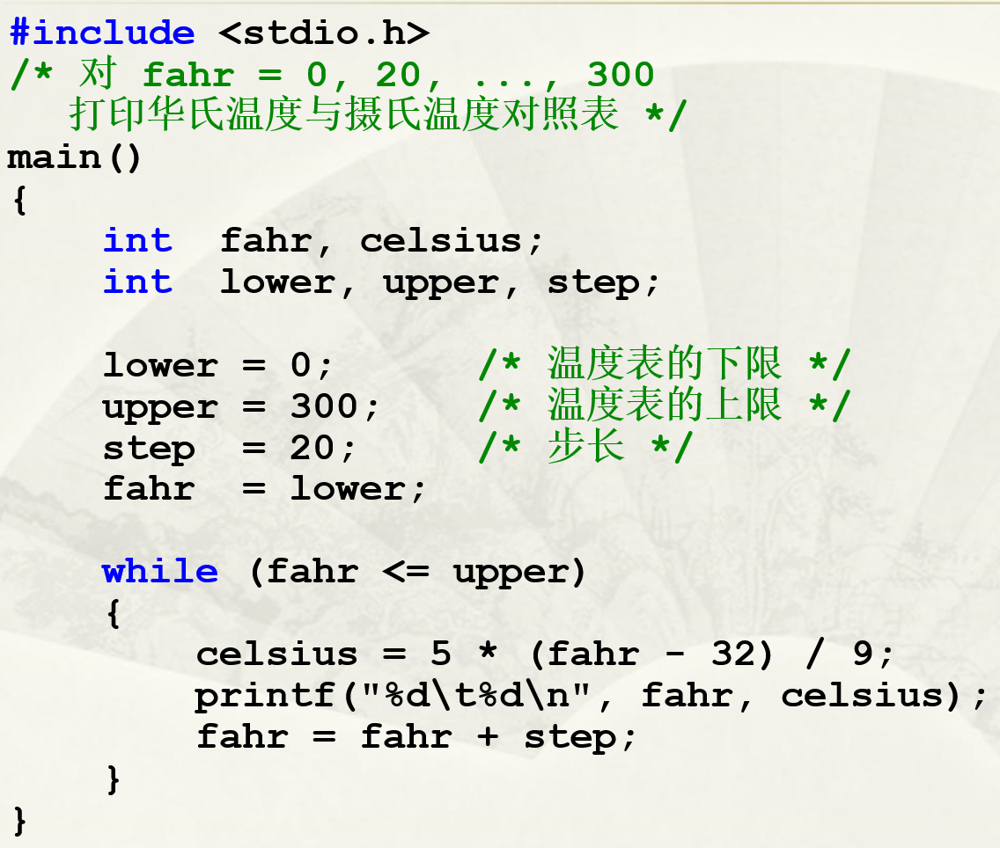 #include <stdio.h>
/* 对 fahr = 0, 20, ..., 300
打印华氏温度与摄氏温度对照表 */
main()
{
int fahr, celsius;
int lower, upper, step;
lower = 0; /* 温度表的下限 */
upper = 300; /* 温度表的上限 */
step = 20; /* 步长 */
fahr = lower;
while (fahr <= upper)
{
celsius = 5 * (fahr - 32) / 9;
printf("%d\t%d\n", fahr, celsius);
fahr = fahr + step;
}
}